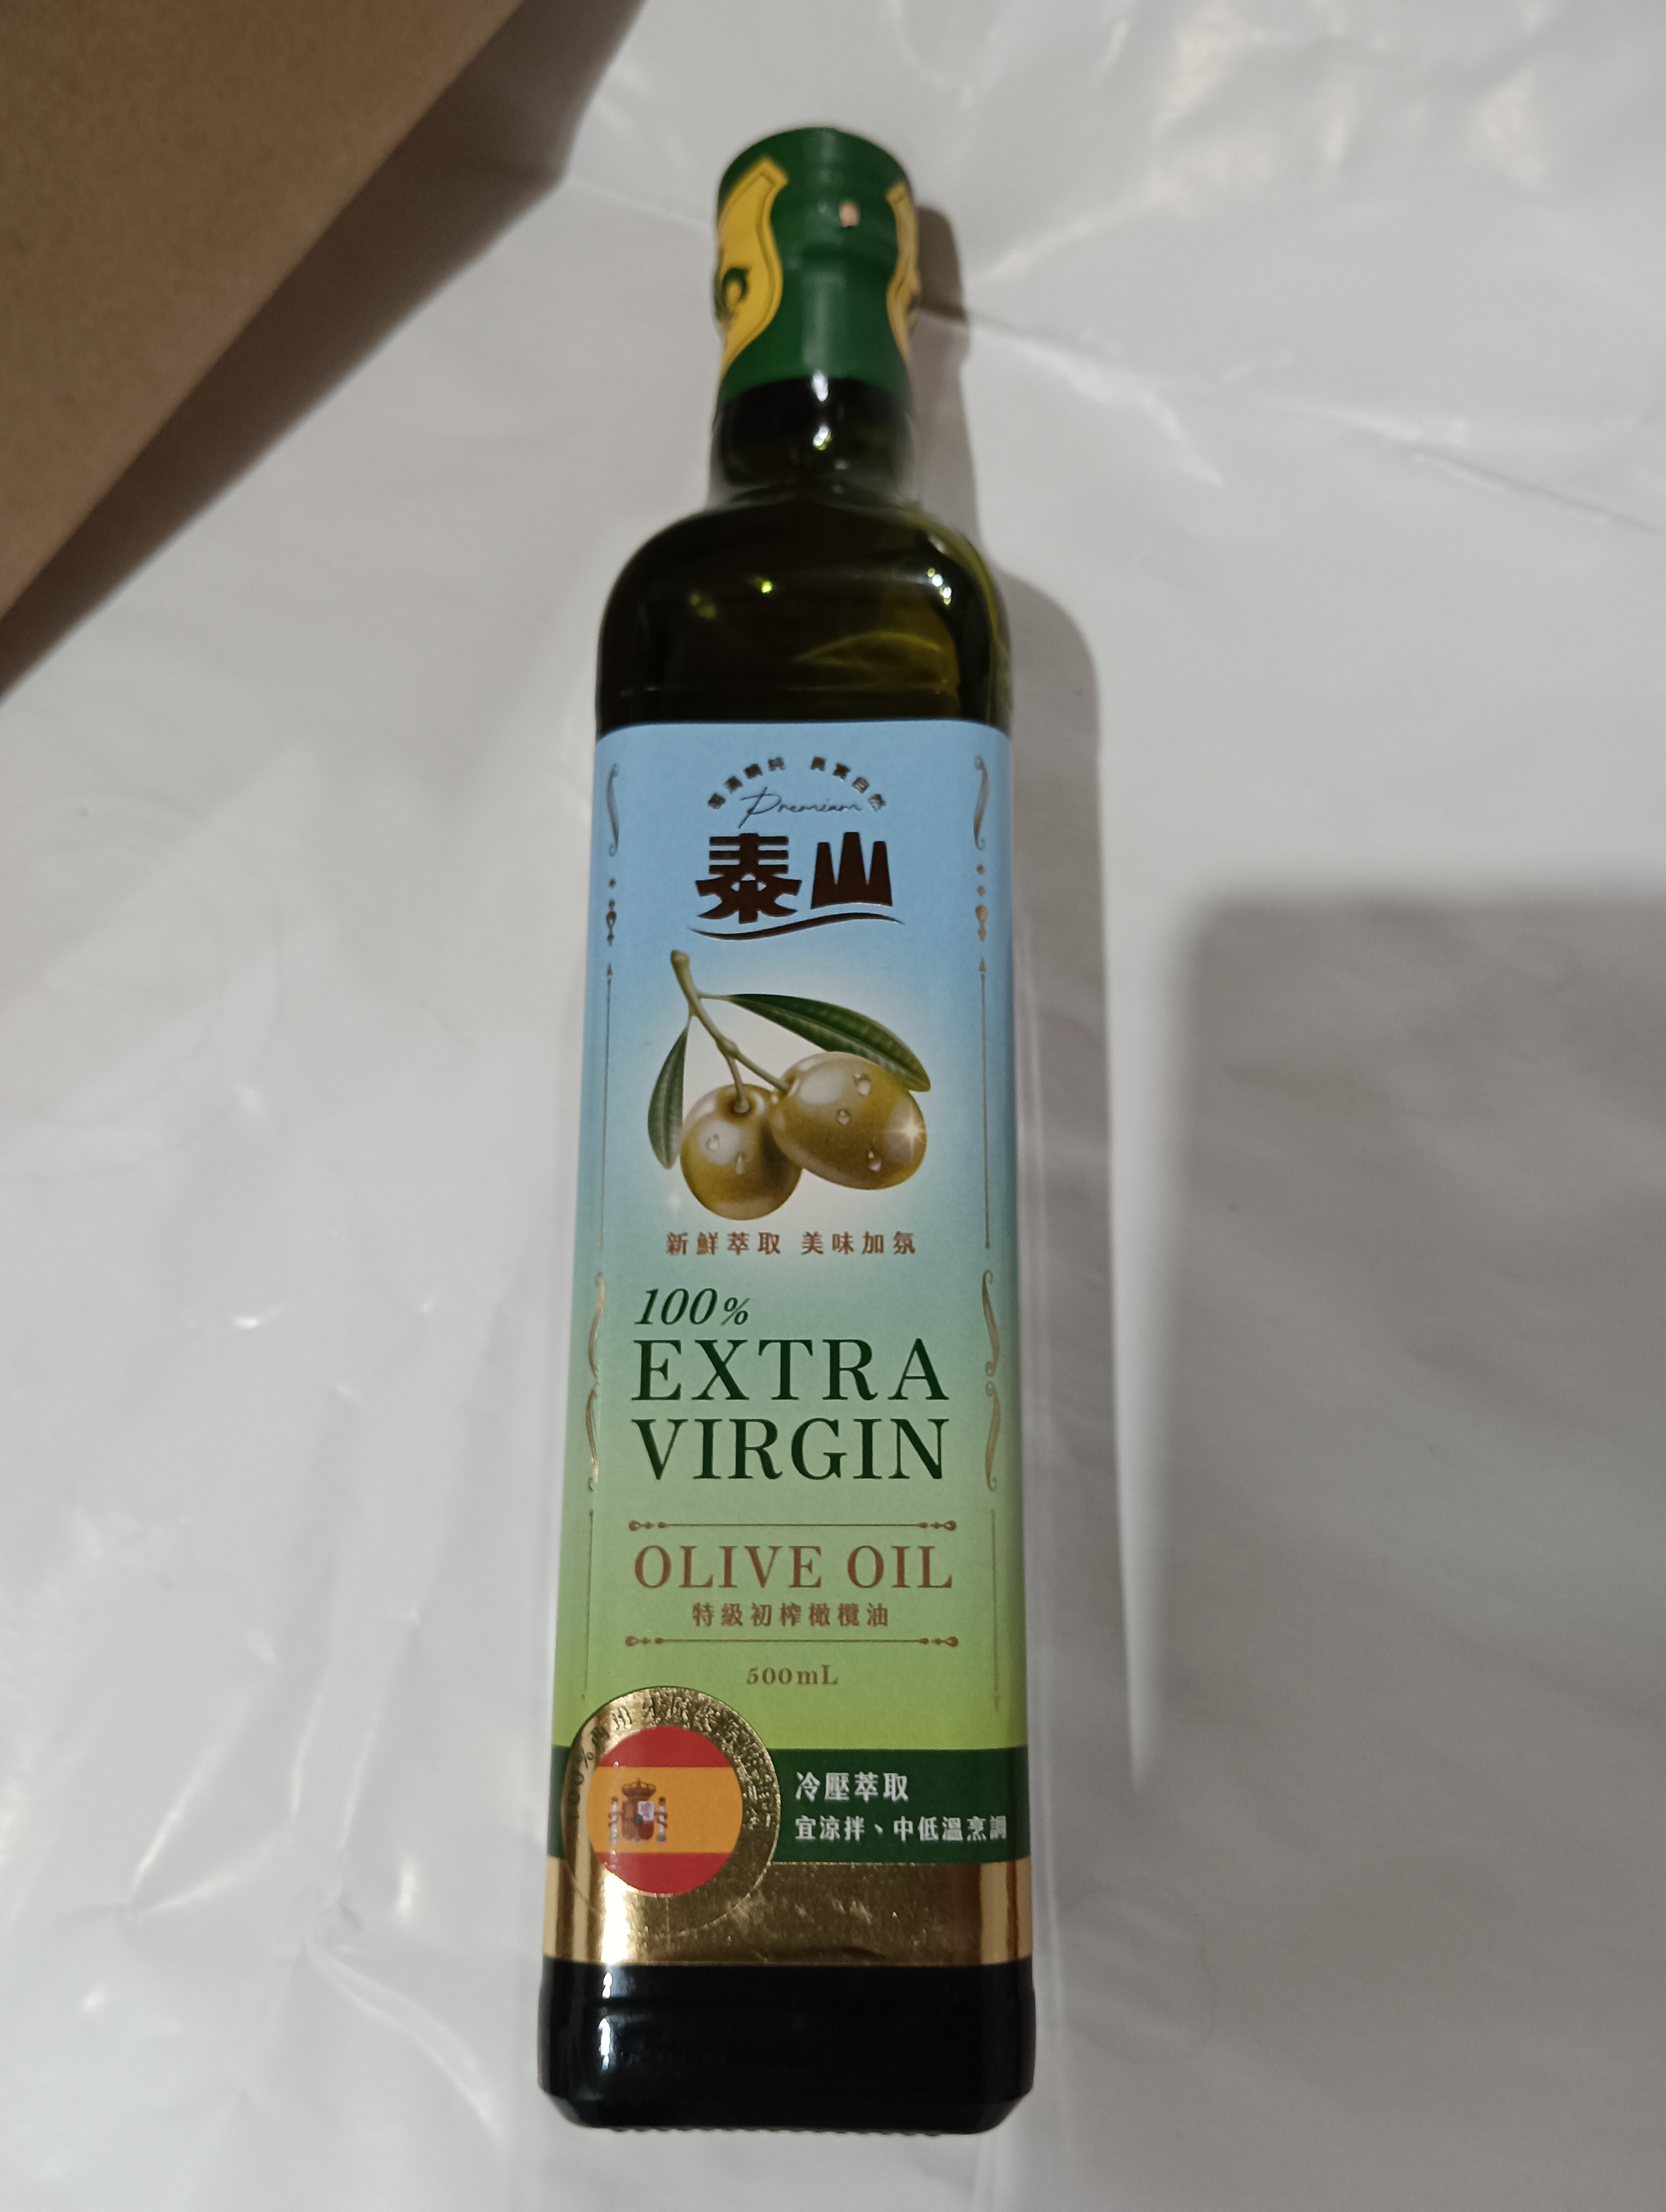 Premium
泰山
新鮮萃取 美味加氛
100%
EXTRA
VIRGIN
OLIVE OIL
特級初榨橄欖油
500mL
冷壓萃取
宜涼拌、中低溫烹調